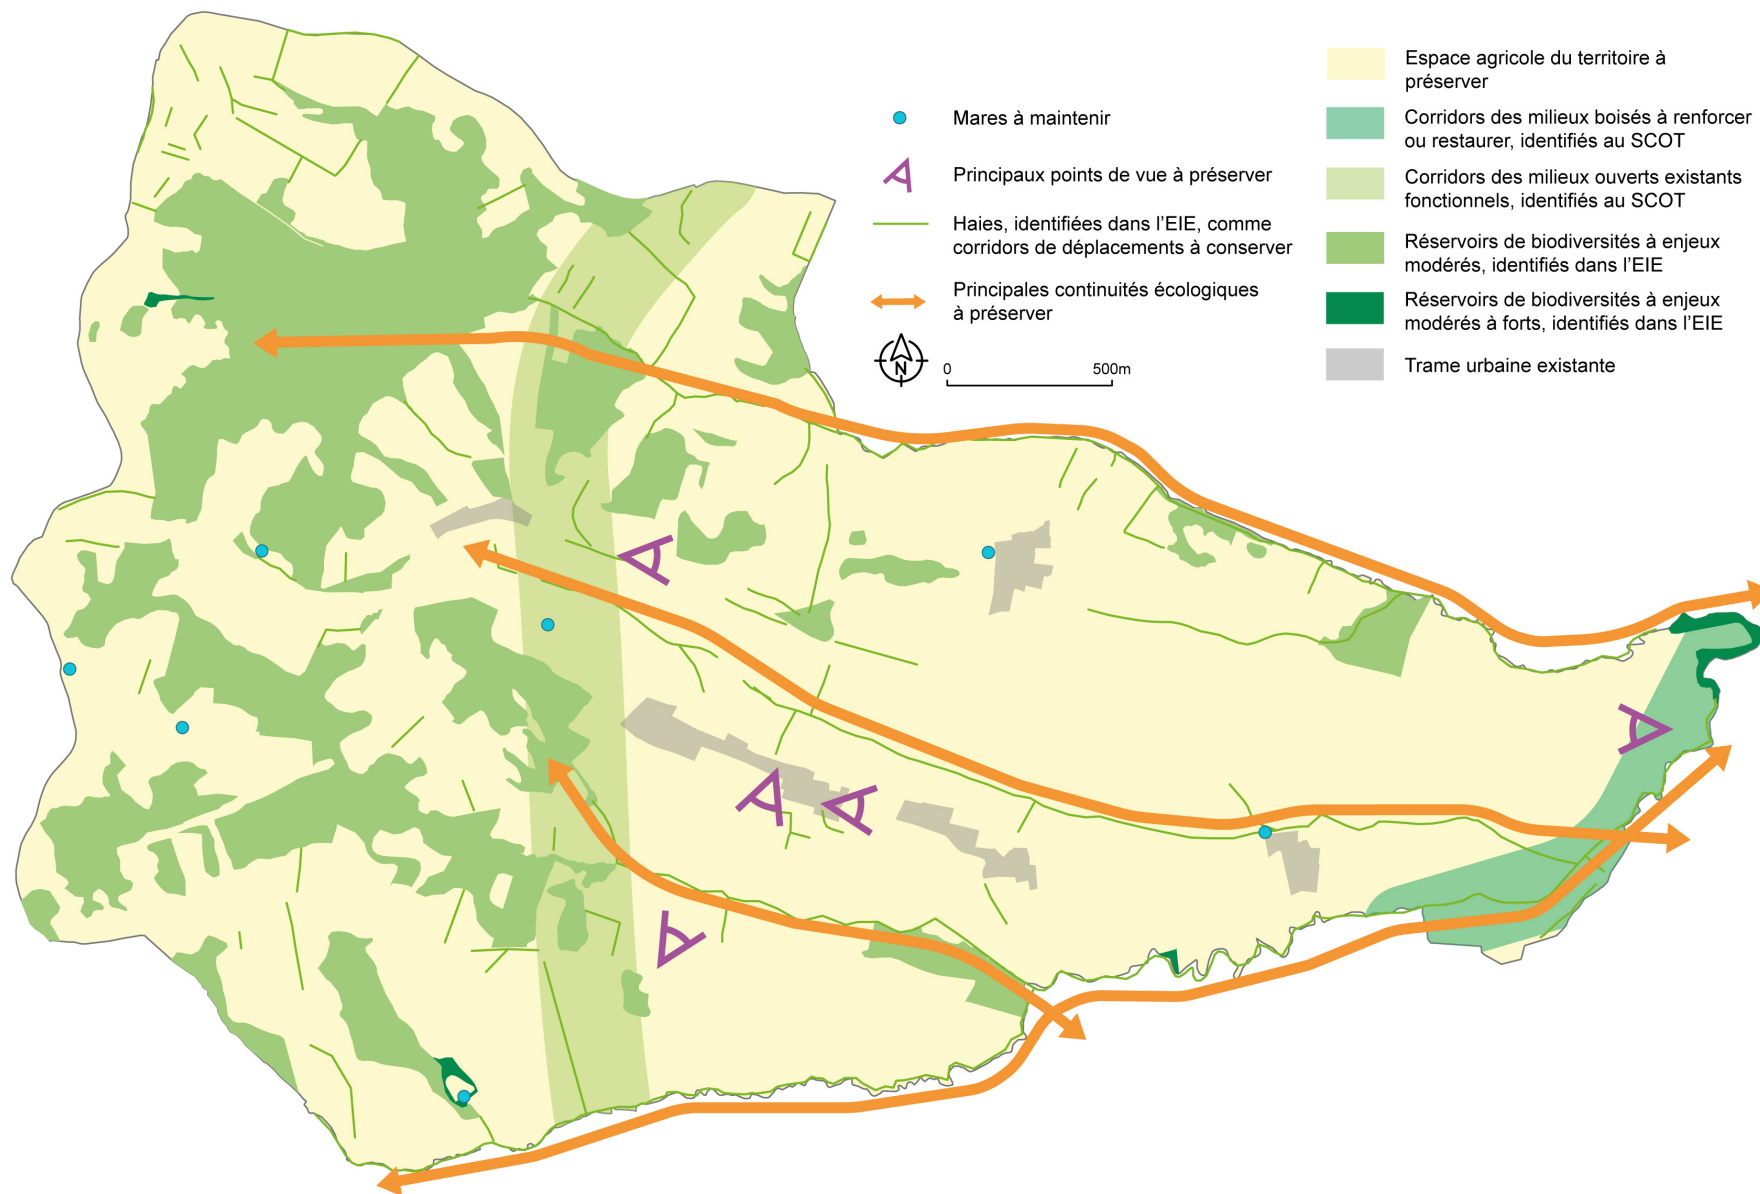 Mares à maintenir
Principaux points de vue à préserver
Haies, identifiées dans l'EIE, comme
corridors de déplacements à conserver
Principales continuités écologiques
à préserver
N
0 500m
Espace agricole du territoire à
préserver
Corridors des milieux boisés à renforcer
ou restaurer, identifiés au SCOT
Corridors des milieux ouverts existants
fonctionnels, identifiés au SCOT
Réservoirs de biodiversités à enjeux
modérés, identifiés dans l'EIE
Réservoirs de biodiversités à enjeux
modérés à forts, identifiés dans l'EIE
Trame urbaine existante